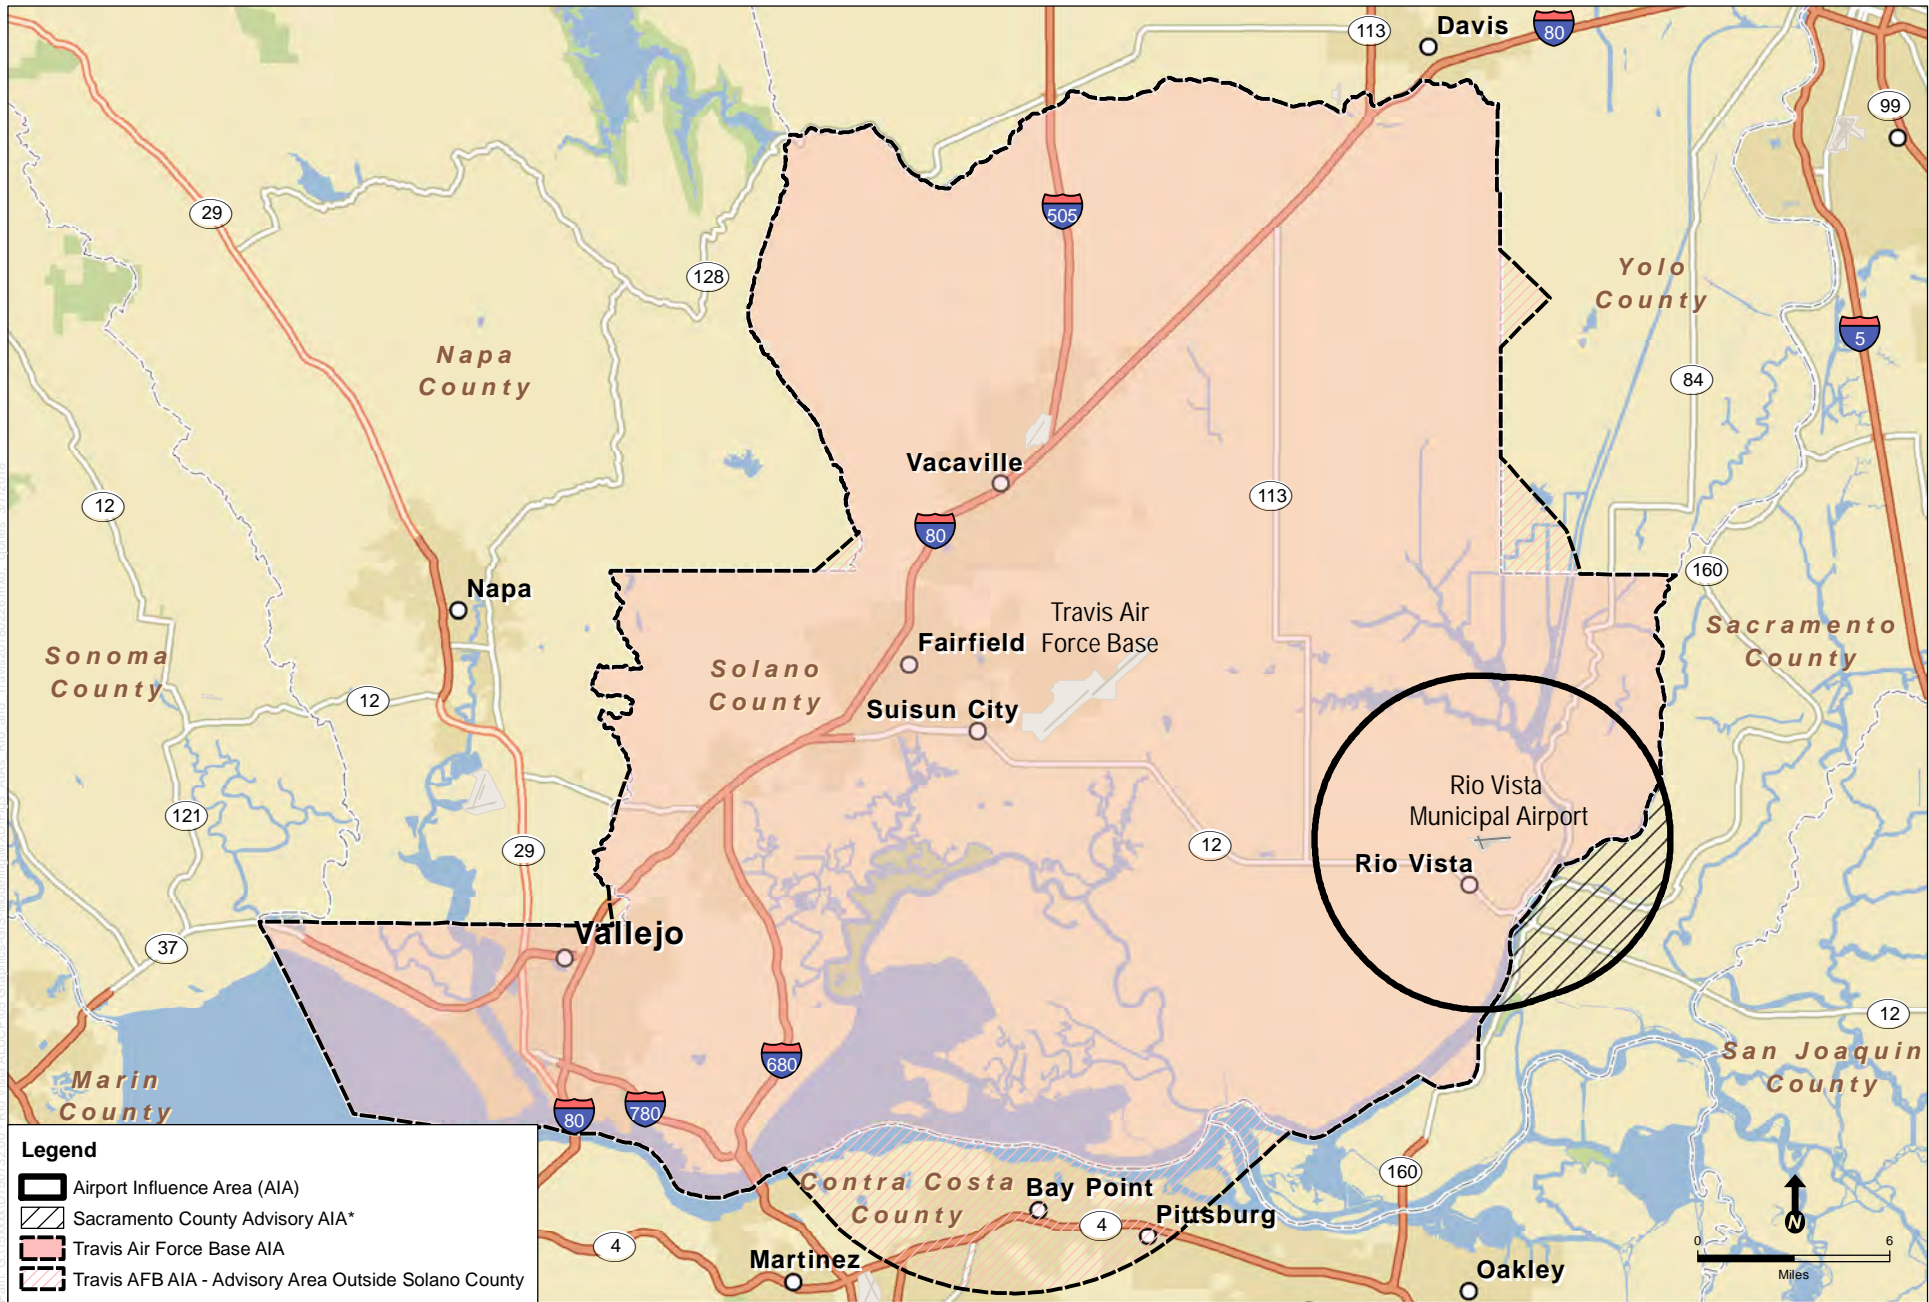 113
Davis
80
99
29
505
128
Yolo
County
5
Napa
County
84
Vacaville
12
113
80
160
Napa
Travis Air
Force Base
Sacramento
County
Fairfield
Sonoma
County
Solano
County
12
Suisun City
Rio Vista
Municipal Airport
121
12
29
Rio Vista
Vallejo
37
12
San Joaquin
County
680
Marin
County
80
780
160
Contra Costa
County
Bay Point
4
Pittsburg
4
Martinez
Oakley
N
0
6
Miles
Legend
Airport Influence Area (AIA)
Sacramento County Advisory AIA*
Travis Air Force Base AIA
Travis AFB AIA - Advisory Area Outside Solano County